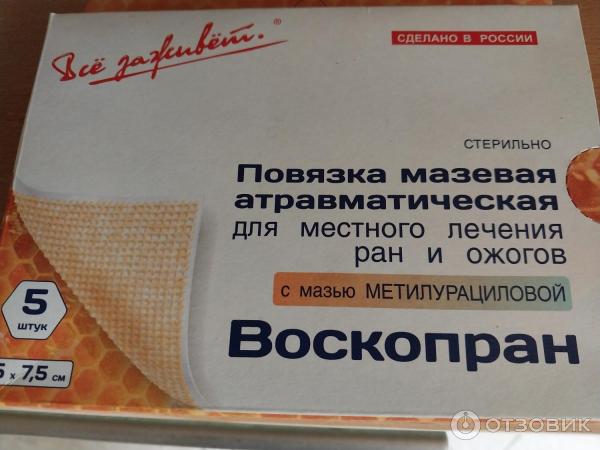 Всё заживёт.®
СДЕЛАНО В РОССИИ
СТЕРИЛЬНО
Повязка мазевая
атравматическая
для местного лечения
ран и ожогов
с мазью МЕТИЛУРАЦИЛОВОЙ
5
штук
Воскопран
5 x 7,5 см
ОТЗОВИК